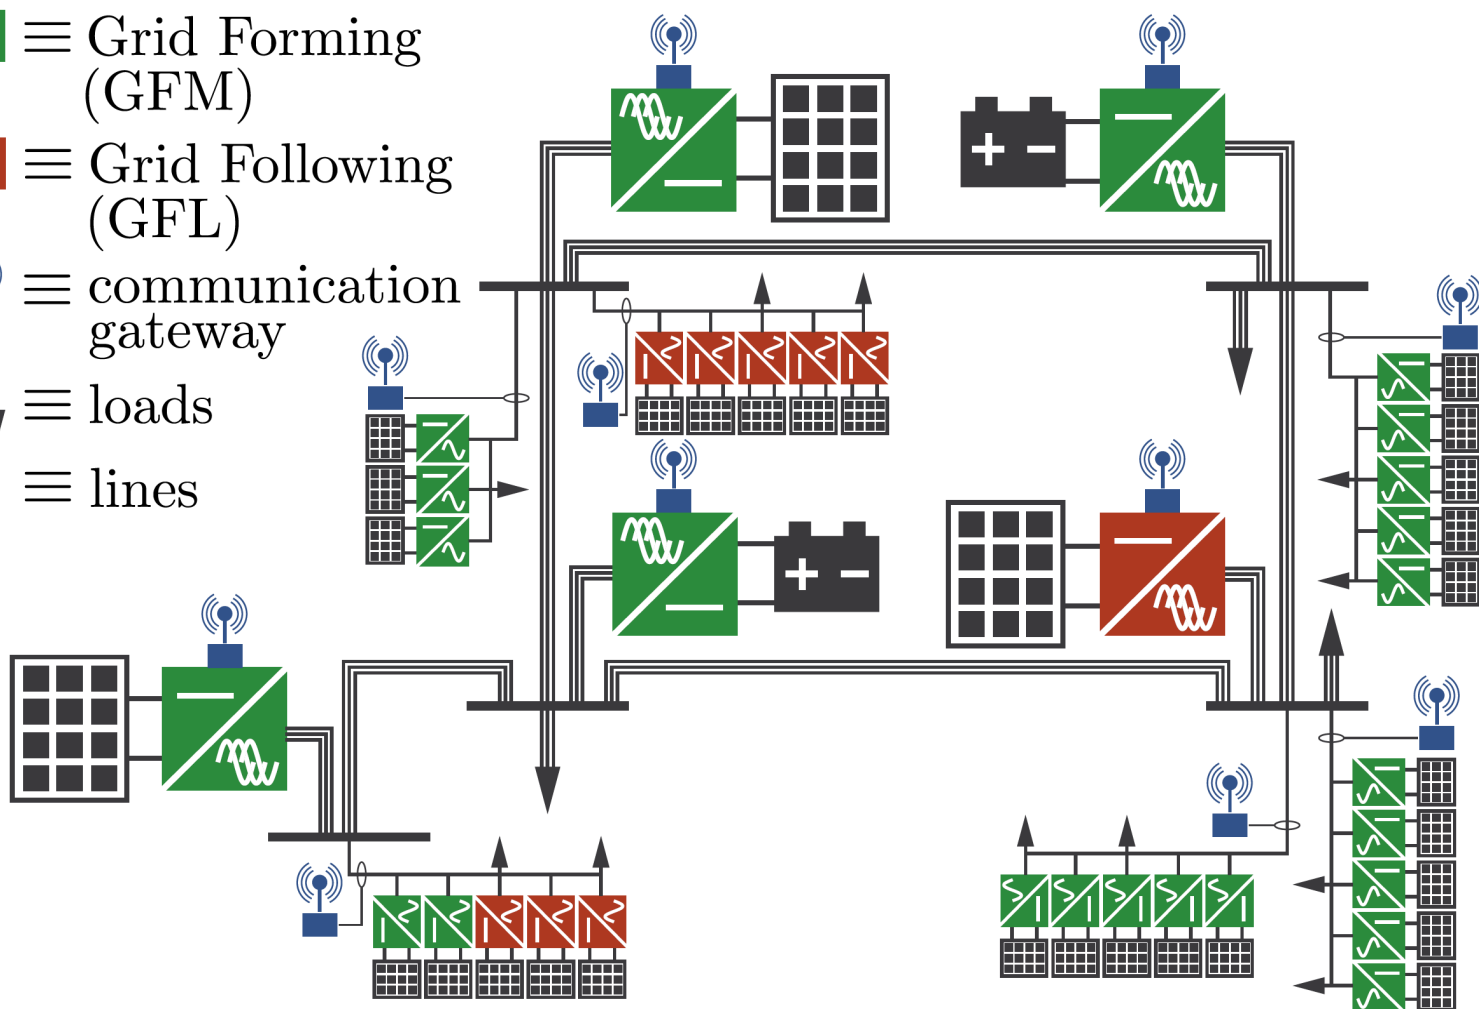 ≡ Grid Forming
(GFM)
≡ Grid Following
(GFL)
≡ communication
gateway
≡ loads
≡ lines